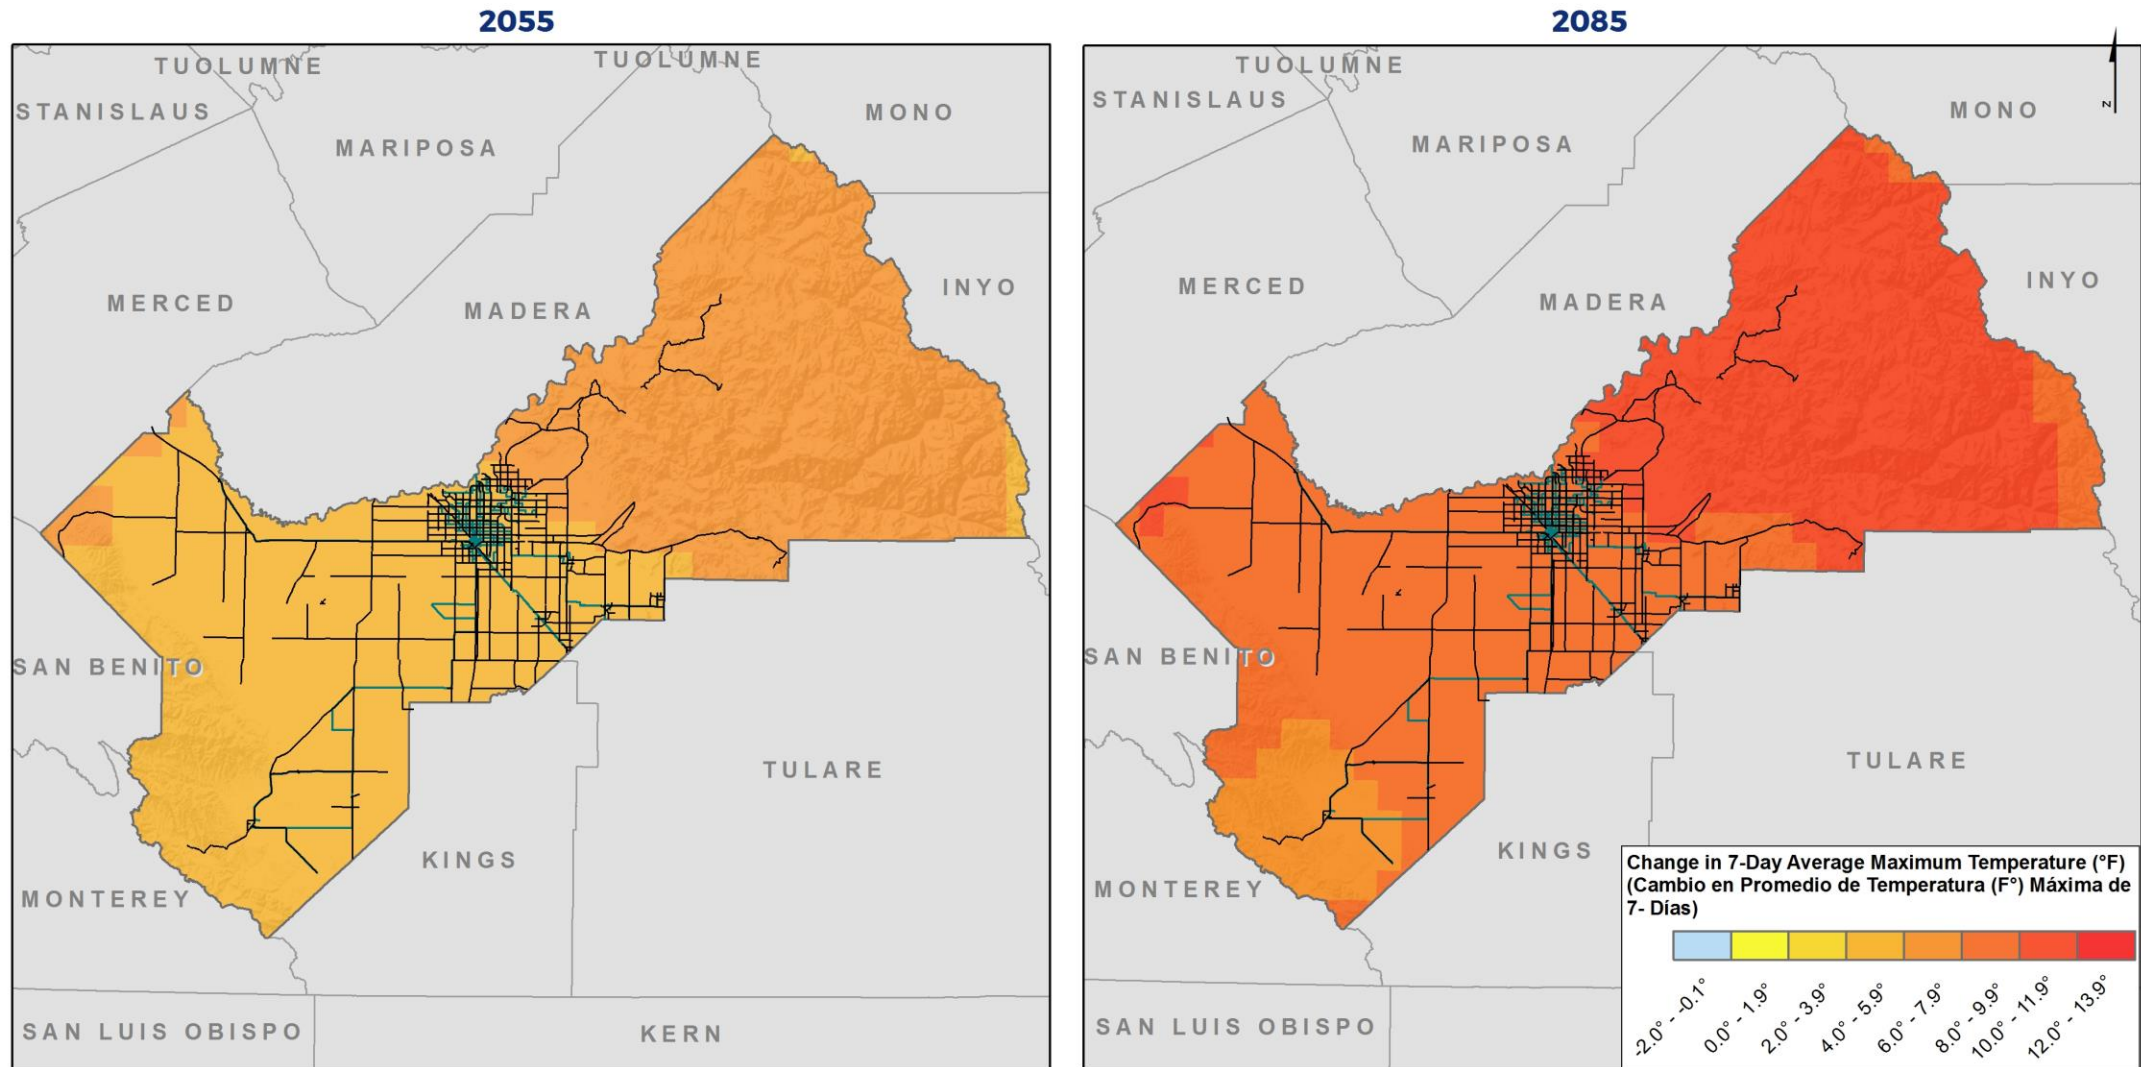 2055
TUOLUMNE
TUOLUMNE
STANISLAUS
MONO
MARIPOSA
INYO
MERCED
MADERA
SAN BENITO
TULARE
KINGS
MONTEREY
SAN LUIS OBISPO
KERN
2085
TUOLUMNE
STANISLAUS
MONO
N
MARIPOSA
INYO
MERCED
MADERA
SAN BENITO
TULARE
KINGS
MONTEREY
SAN LUIS OBISPO
Change in 7-Day Average Maximum Temperature (°F)
(Cambio en Promedio de Temperatura (F°) Máxima de
7- Días)
-2.0° - -0.1°
0.0° - 1.9°
2.0° - 3.9°
4.0° - 5.9°
6.0° - 7.9°
8.0° - 9.9°
10.0° - 11.9°
12.0° - 13.9°